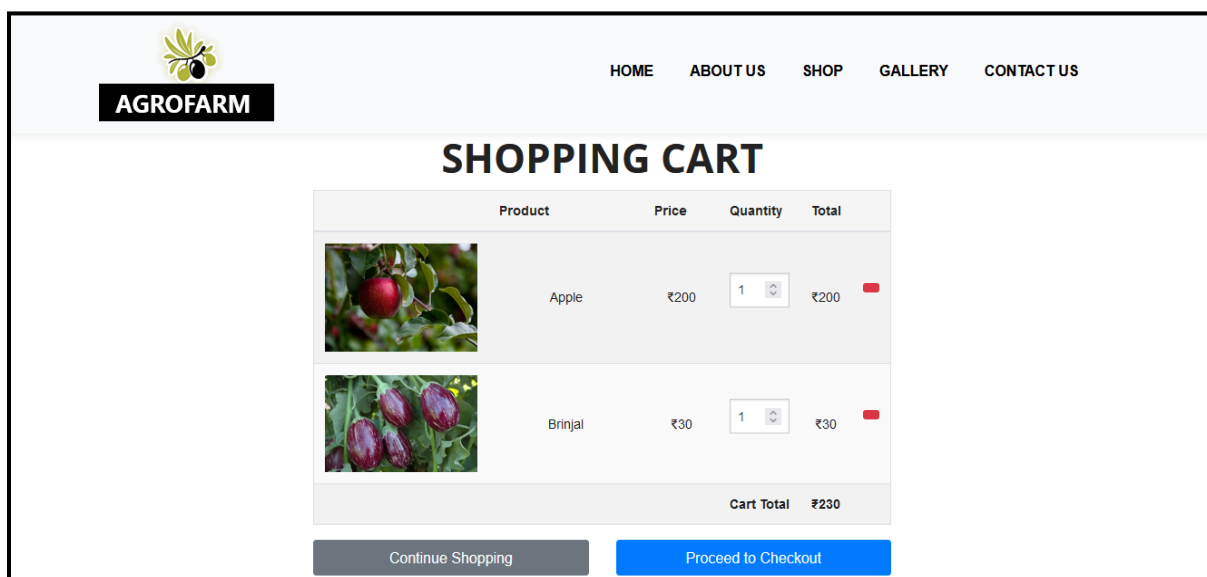 HOME ABOUT US SHOP GALLERY CONTACT US
AGROFARM
SHOPPING CART
Product Price Quantity Total
Apple ₹200 1 ₹200
Brinjal ₹30 1 ₹30
Cart Total ₹230
Continue Shopping Proceed to Checkout